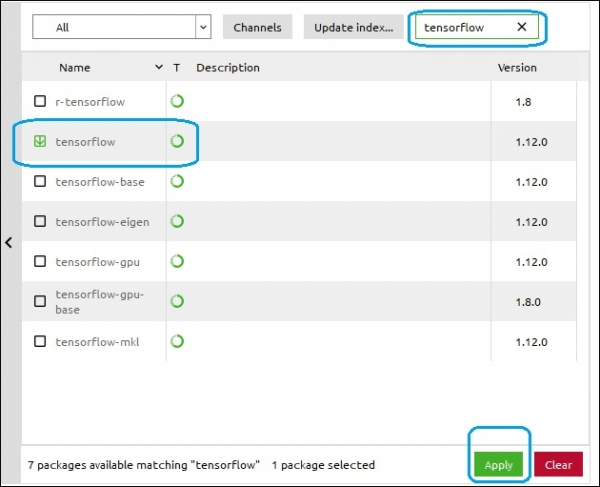 All Channels Update index... tensorflow
Name T Description Version
r-tensorflow 1.8
tensorflow 1.12.0
tensorflow-base 1.12.0
tensorflow-eigen 1.12.0
tensorflow-gpu 1.12.0
tensorflow-gpu-
base 1.8.0
tensorflow-mkl 1.12.0
7 packages available matching "tensorflow" 1 package selected Apply Clear